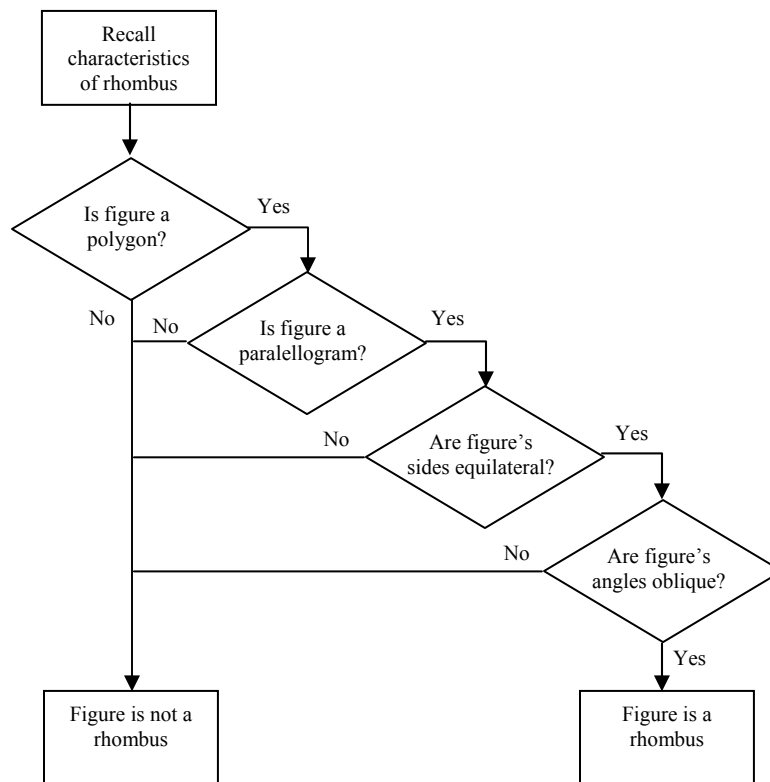 Recall
characteristics
of rhombus
Is figure a
polygon?
Yes
No
No
Is figure a
paralellogram?
Yes
No
Are figure’s
sides equilateral?
Yes
No
Are figure’s
angles oblique?
Yes
Figure is not a
rhombus
Figure is a
rhombus